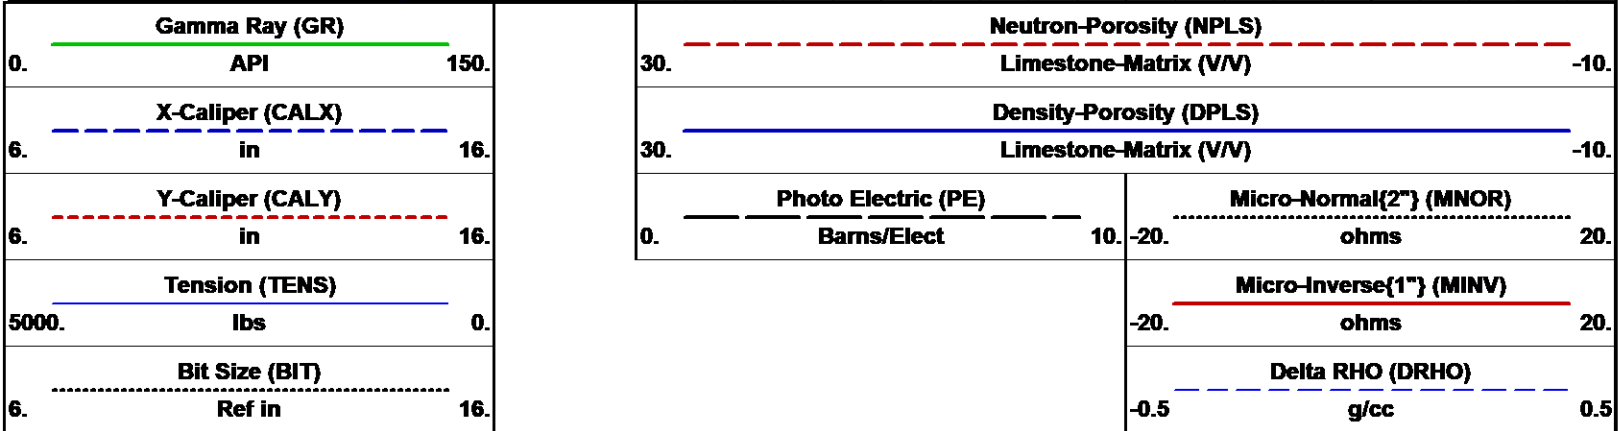 Gamma Ray (GR)
0. API 150.
X-Caliper (CALX)
6. in 16.
Y-Caliper (CALY)
6. in 16.
Tension (TENS)
5000. lbs 0.
Bit Size (BIT)
6. Ref in 16.
Neutron-Porosity (NPLS)
30. Limestone-Matrix (V/V) -10.
Density-Porosity (DPLS)
30. Limestone-Matrix (V/V) -10.
Photo Electric (PE)
0. Barns/Elect 10.
Micro-Normal{2"} (MNOR)
-20. ohms 20.
Micro-Inverse{1"} (MINV)
-20. ohms 20.
Delta RHO (DRHO)
-0.5 g/cc 0.5